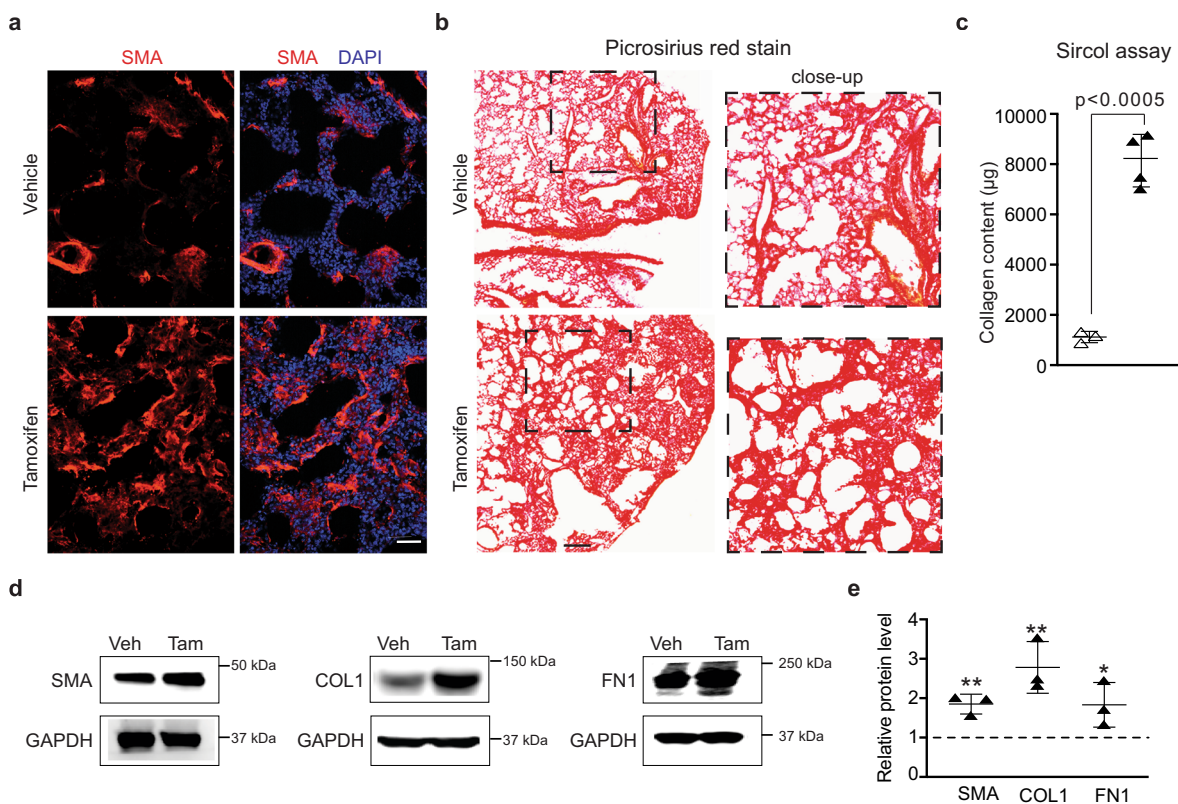 a
SMA
SMA DAPI
Vehicle
Tamoxifen
b
Picrosirius red stain
close-up
Vehicle
Tamoxifen
c
Sircol assay
p<0.0005
Collagen content (µg)
10000
8000
6000
4000
2000
0
d
Veh Tam
SMA
50 kDa
GAPDH
37 kDa
Veh Tam
COL1
150 kDa
GAPDH
37 kDa
Veh Tam
FN1
250 kDa
GAPDH
37 kDa
e
Relative protein level
4
3
2
1
0
** ** *
SMA COL1 FN1